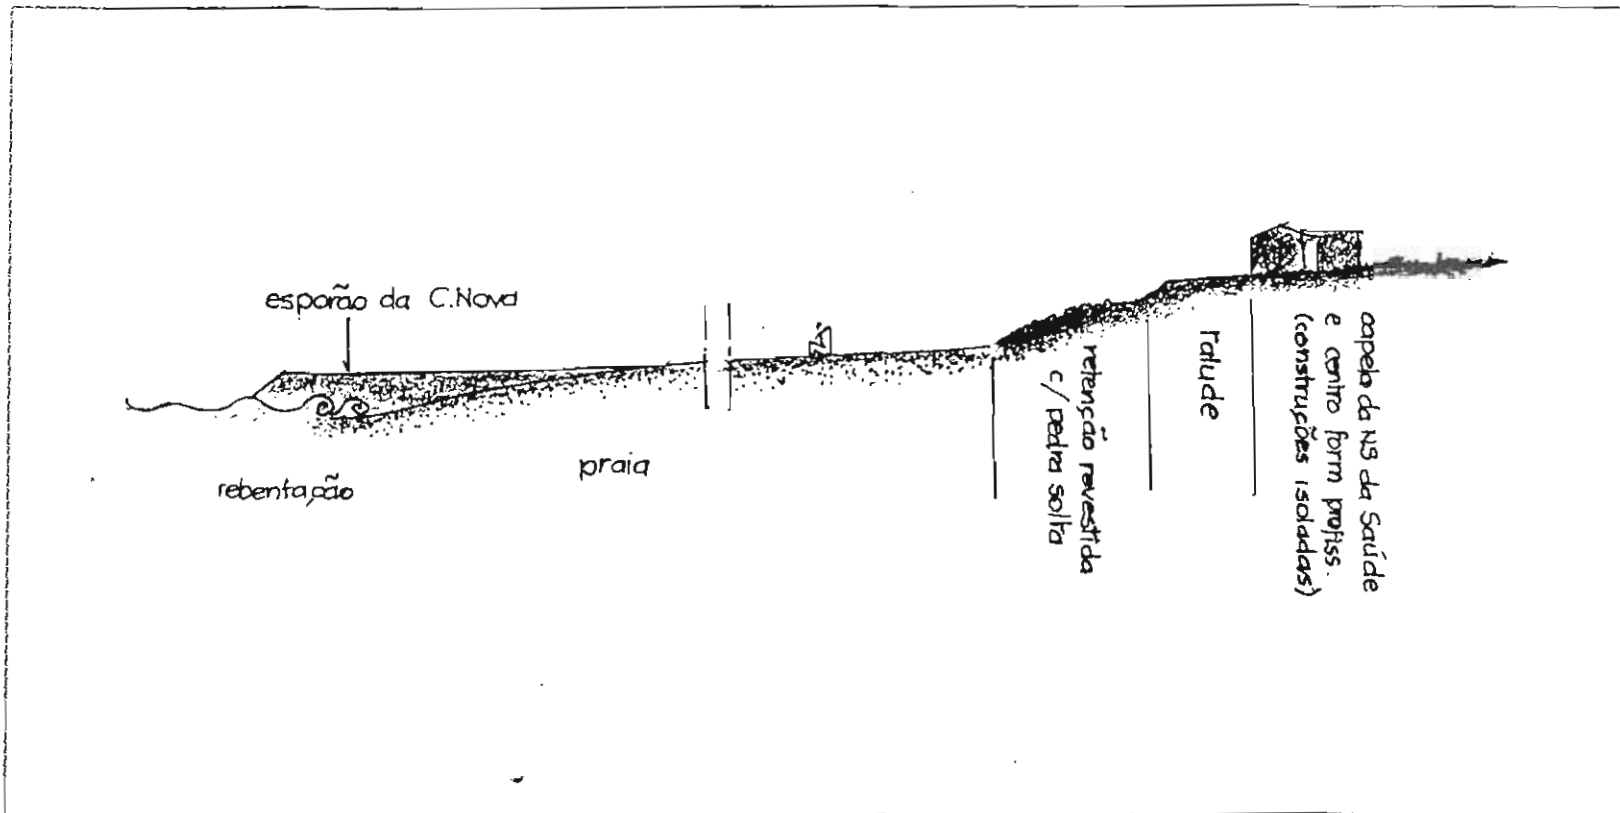 esporão da C.Nova
rebentação
praia
retenção revestida
c/ pedra solta
Talude
capela da NS da Saúde
e centro form profiss.
(construções isoladas)